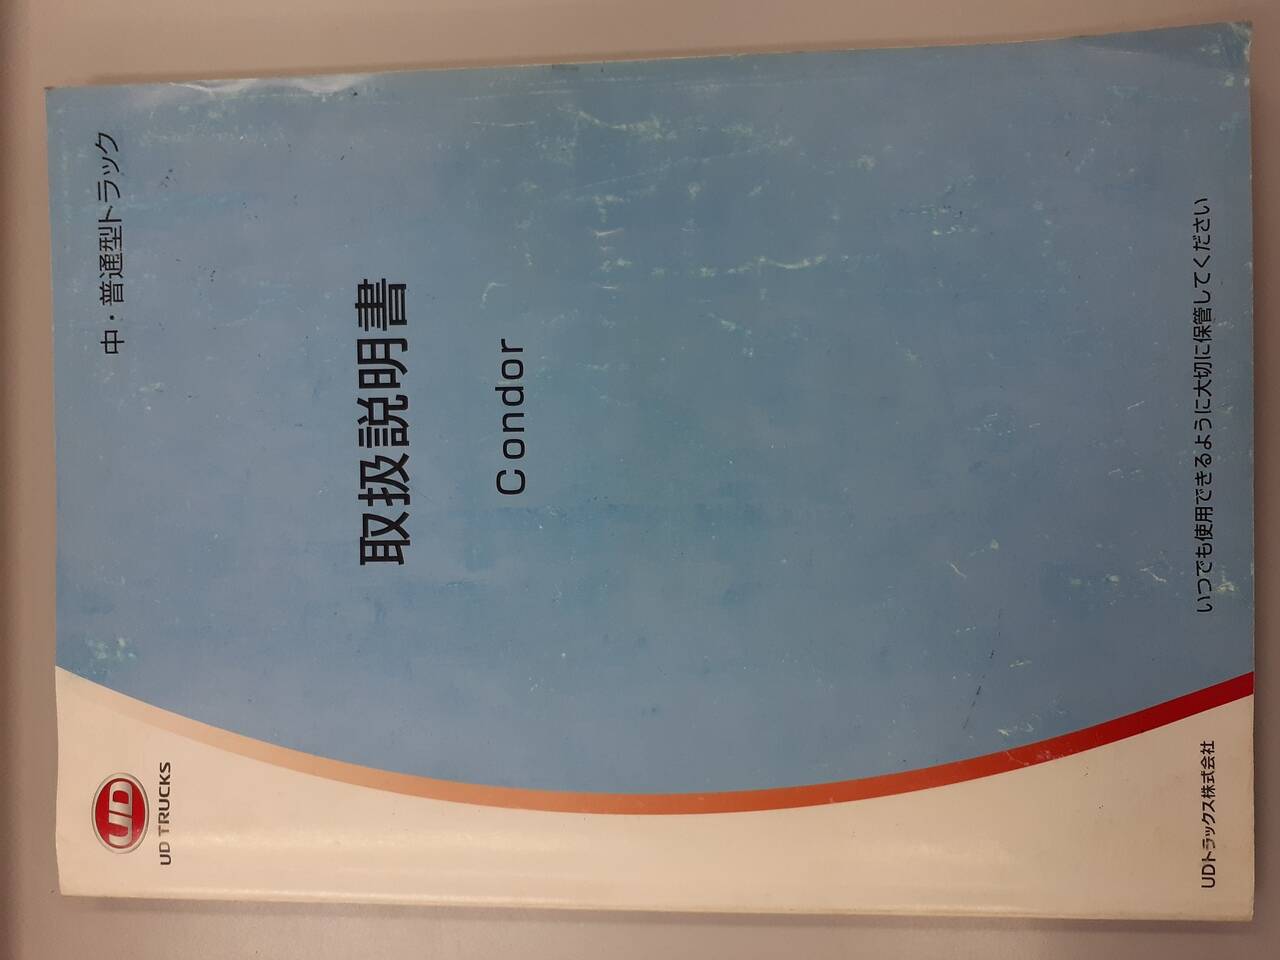 UD
UD TRUCKS
中・普通型トラック
取扱説明書
Condor
UDトラックス株式会社
いつでも使用できるように大切に保管してください